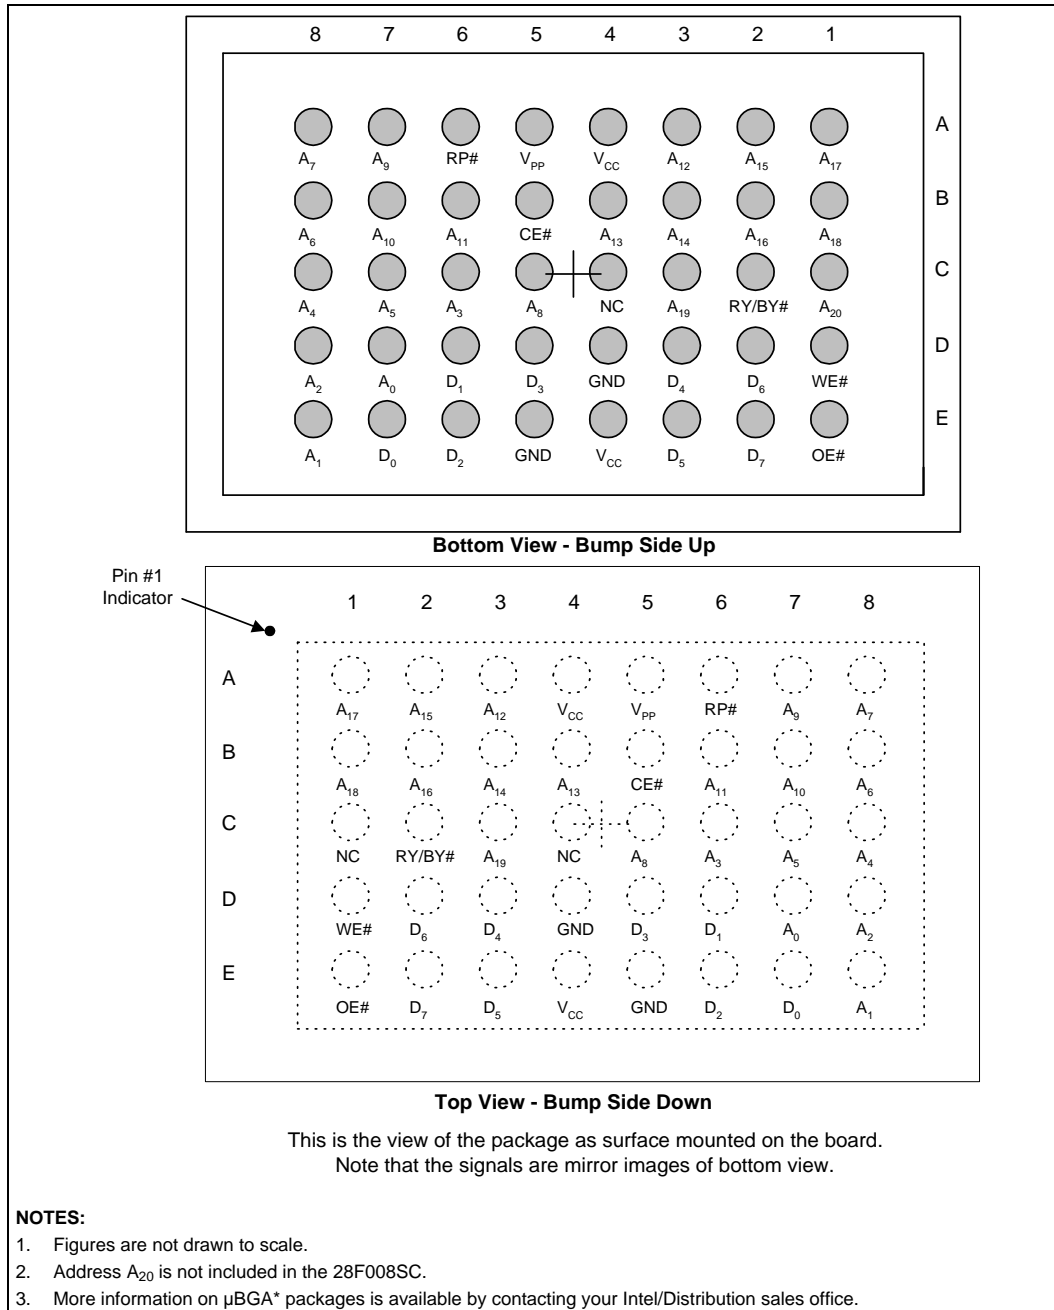 8 7 6 5 4 3 2 1
A
A7 A9 RP# VPP VCC A12 A15 A17
B
A6 A10 A11 CE# A13 A14 A16 A18
C
A4 A5 A3 A8 NC A19 RY/BY# A20
D
A2 A0 D1 D3 GND D4 D6 WE#
E
A1 D0 D2 GND VCC D5 D7 OE#
Bottom View - Bump Side Up
Pin #1
Indicator
1 2 3 4 5 6 7 8
A
A17 A15 A12 VCC VPP RP# A9 A7
B
A18 A16 A14 A13 CE# A11 A10 A6
C
NC RY/BY# A19 NC A8 A3 A5 A4
D
WE# D6 D4 GND D3 D1 A0 A2
E
OE# D7 D5 VCC GND D2 D0 A1
Top View - Bump Side Down
This is the view of the package as surface mounted on the board.
Note that the signals are mirror images of bottom view.
NOTES:
1. Figures are not drawn to scale.
2. Address A20 is not included in the 28F008SC.
3. More information on µBGA* packages is available by contacting your Intel/Distribution sales office.